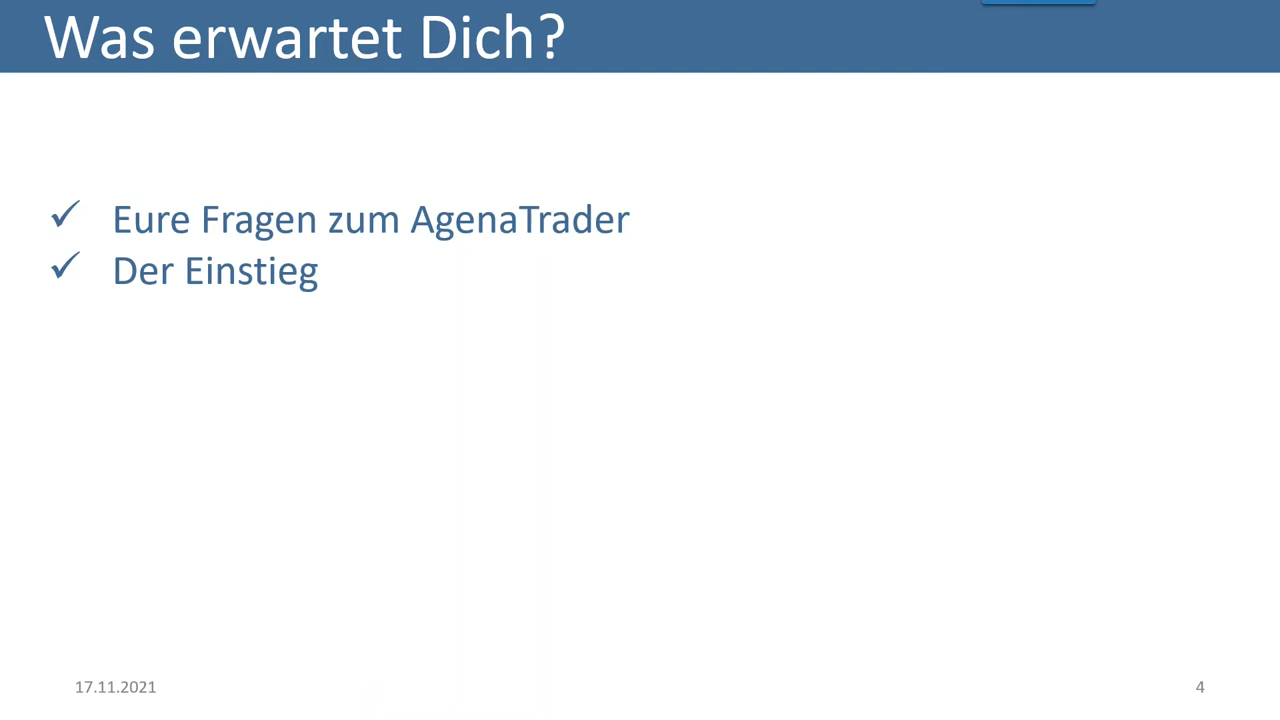 Was erwartet Dich?
✓ Eure Fragen zum AgenaTrader
✓ Der Einstieg
17.11.2021
4